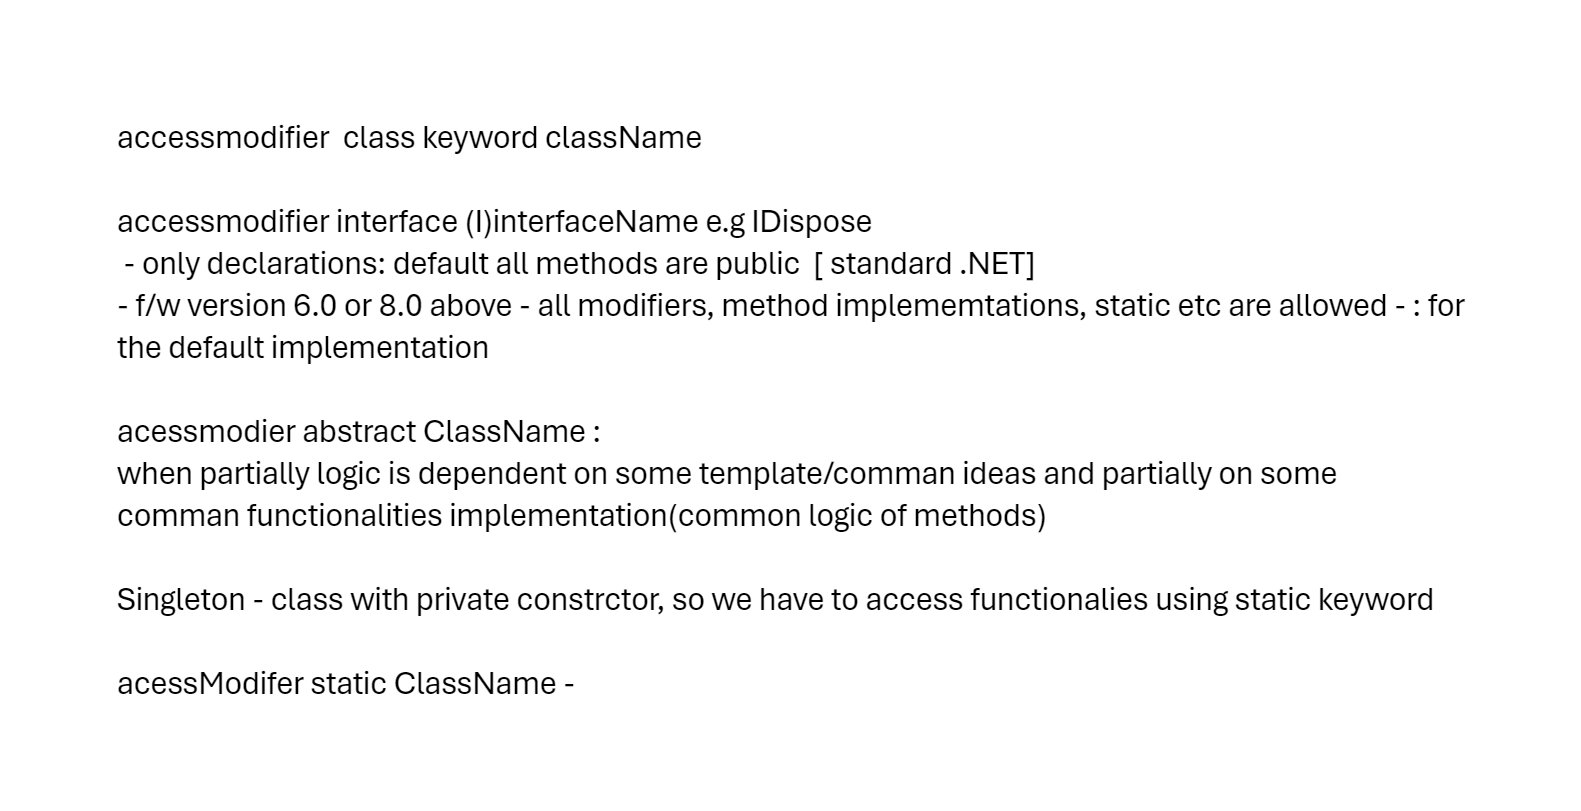 accessmodifier  class keyword className
accessmodifier interface (I)interfaceName e.g IDispose
 - only declarations: default all methods are public  [ standard .NET]
- f/w version 6.0 or 8.0 above - all modifiers, method implememtations, static etc are allowed - : for
the default implementation
acessmodier abstract ClassName :
when partially logic is dependent on some template/comman ideas and partially on some
comman functionalities implementation(common logic of methods)
Singleton - class with private constrctor, so we have to access functionalies using static keyword
acessModifer static ClassName -